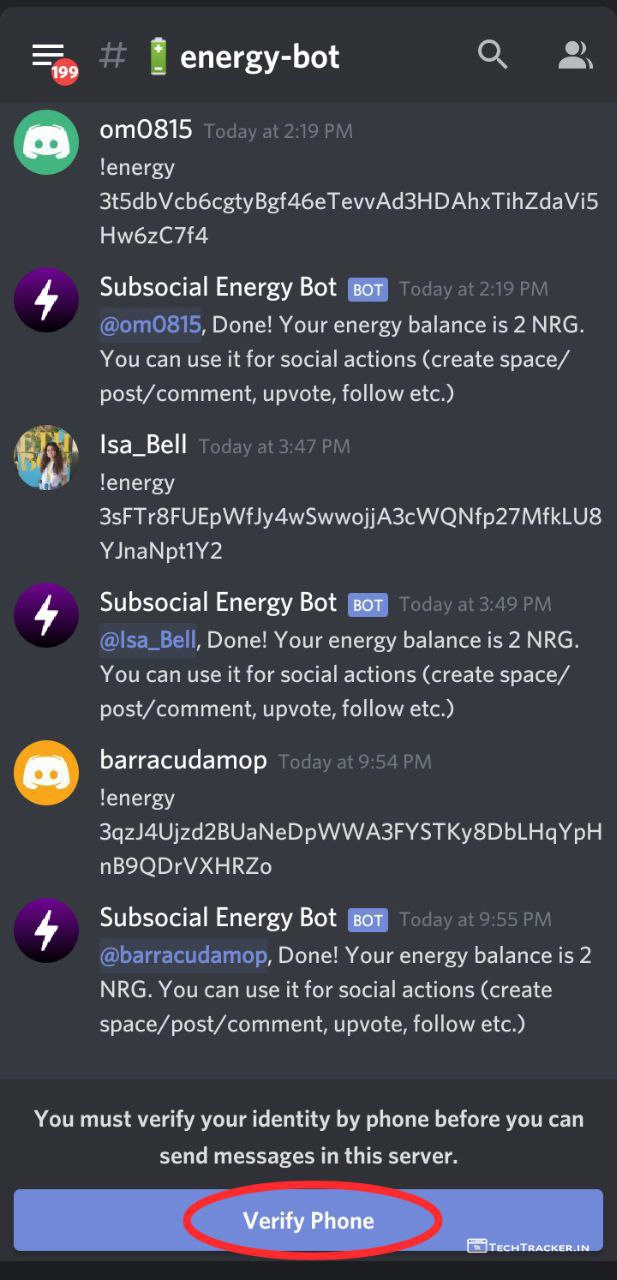 199
# energy-bot
om0815 Today at 2:19 PM
!energy
3t5dbVcb6cgtyBgf46eTevvAd3HDAhxTihZdaVi5
Hw6zC7f4
Subsocial Energy Bot BOT Today at 2:19 PM
@om0815, Done! Your energy balance is 2 NRG.
You can use it for social actions (create space/
post/comment, upvote, follow etc.)
Isa_Bell Today at 3:47 PM
!energy
3sFTr8FUEpWfJy4wSwwojjA3cWQNfp27MfkLU8
YJnaNpt1Y2
Subsocial Energy Bot BOT Today at 3:49 PM
@Isa_Bell, Done! Your energy balance is 2 NRG.
You can use it for social actions (create space/
post/comment, upvote, follow etc.)
barracudamop Today at 9:54 PM
!energy
3qzJ4Ujzd2BUaNeDpWWA3FYSTKy8DbLHqYpH
nB9QDrVXHRZo
Subsocial Energy Bot BOT Today at 9:55 PM
@barracudamop, Done! Your energy balance is 2
NRG. You can use it for social actions (create
space/post/comment, upvote, follow etc.)
You must verify your identity by phone before you can
send messages in this server.
Verify Phone
TECHTRACKER.IN